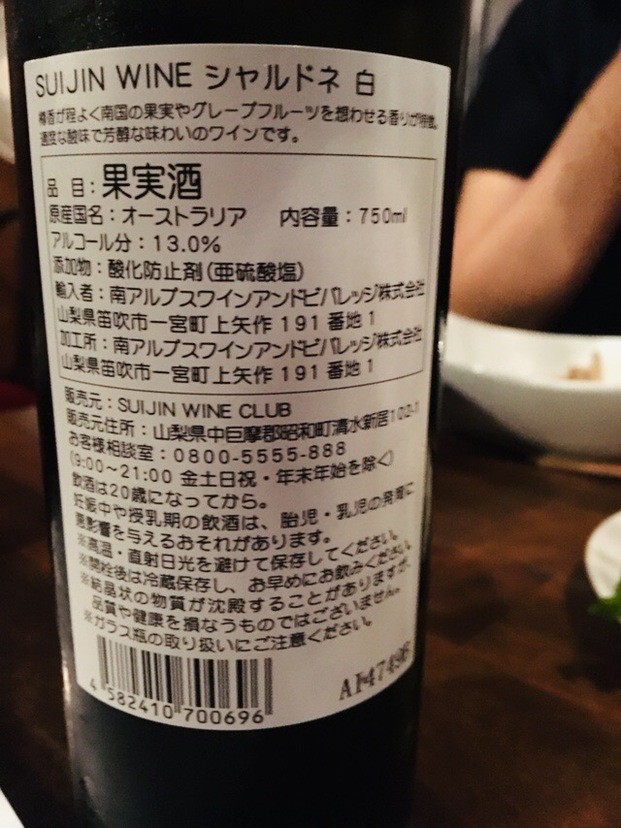 SUIJIN WINE シャルドネ 白
樽香が程よく南国の果実やグレープフルーツを想わせる香りが特徴。
適度な酸味で芳醇な味わいのワインです。
品 目：果実酒
原産国名：オーストラリア 内容量：750ml
アルコール分：13.0%
添加物：酸化防止剤（亜硫酸塩）
輸入者：南アルプスワインアンドビバレッジ株式会社
山梨県笛吹市一宮町上矢作 191 番地 1
加工所：南アルプスワインアンドビバレッジ株式会社
山梨県笛吹市一宮町上矢作 191 番地 1
販売元：SUIJIN WINE CLUB
販売元住所：山梨県中巨摩郡昭和町清水新居102-1
お客様相談室：0800-5555-888
(9:00～21:00 金土日祝・年末年始を除く)
飲酒は20歳になってから。
妊娠中や授乳期の飲酒は、胎児・乳児の発育に
悪影響を与えるおそれがあります。
※高温・直射日光を避けて保存してください。
※開栓後は冷蔵保存し、お早めにお飲みください。
※結晶状の物質が沈殿することがありますが、
品質や健康を損なうものではございません。
※ガラス瓶の取り扱いにご注意ください。
4 582410 700696